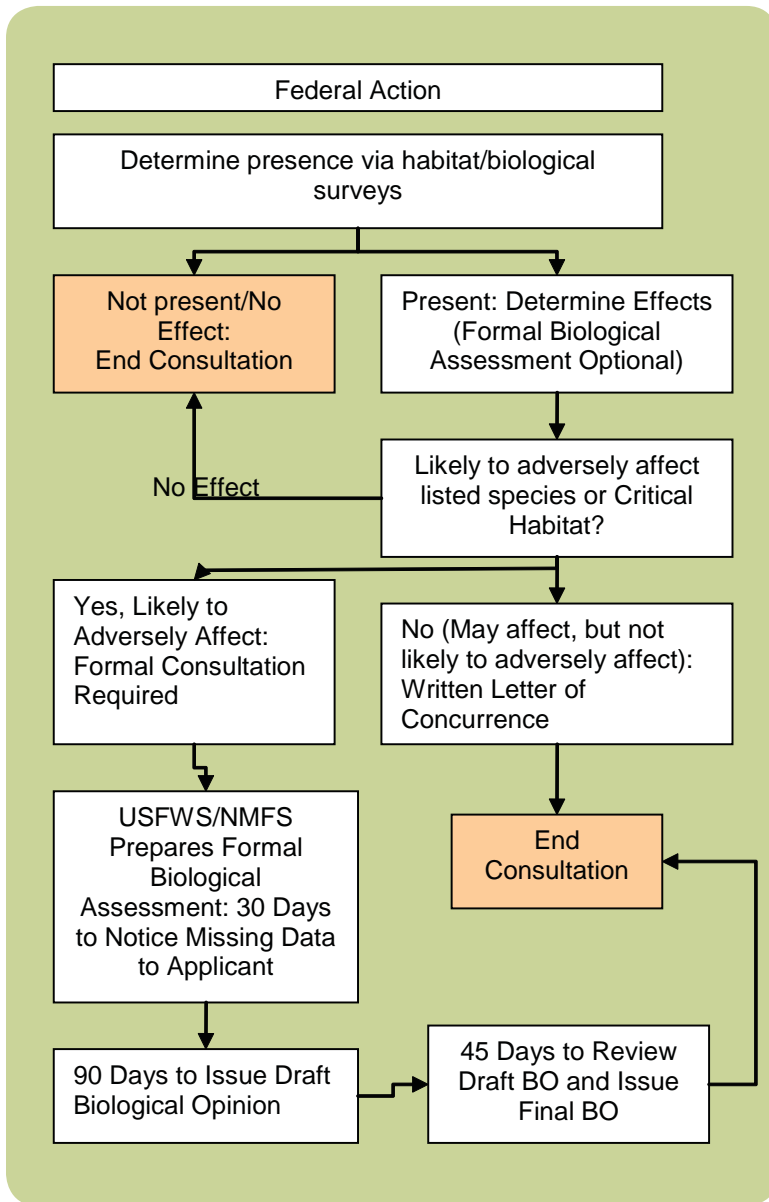 Federal Action
Determine presence via habitat/biological
surveys
Not present/No
Effect:
End Consultation
Present: Determine Effects
(Formal Biological
Assessment Optional)
No Effect
Likely to adversely affect
listed species or Critical
Habitat?
Yes, Likely to
Adversely Affect:
Formal Consultation
Required
No (May affect, but not
likely to adversely affect):
Written Letter of
Concurrence
USFWS/NMFS
Prepares Formal
Biological
Assessment: 30 Days
to Notice Missing Data
to Applicant
End
Consultation
90 Days to Issue Draft
Biological Opinion
45 Days to Review
Draft BO and Issue
Final BO